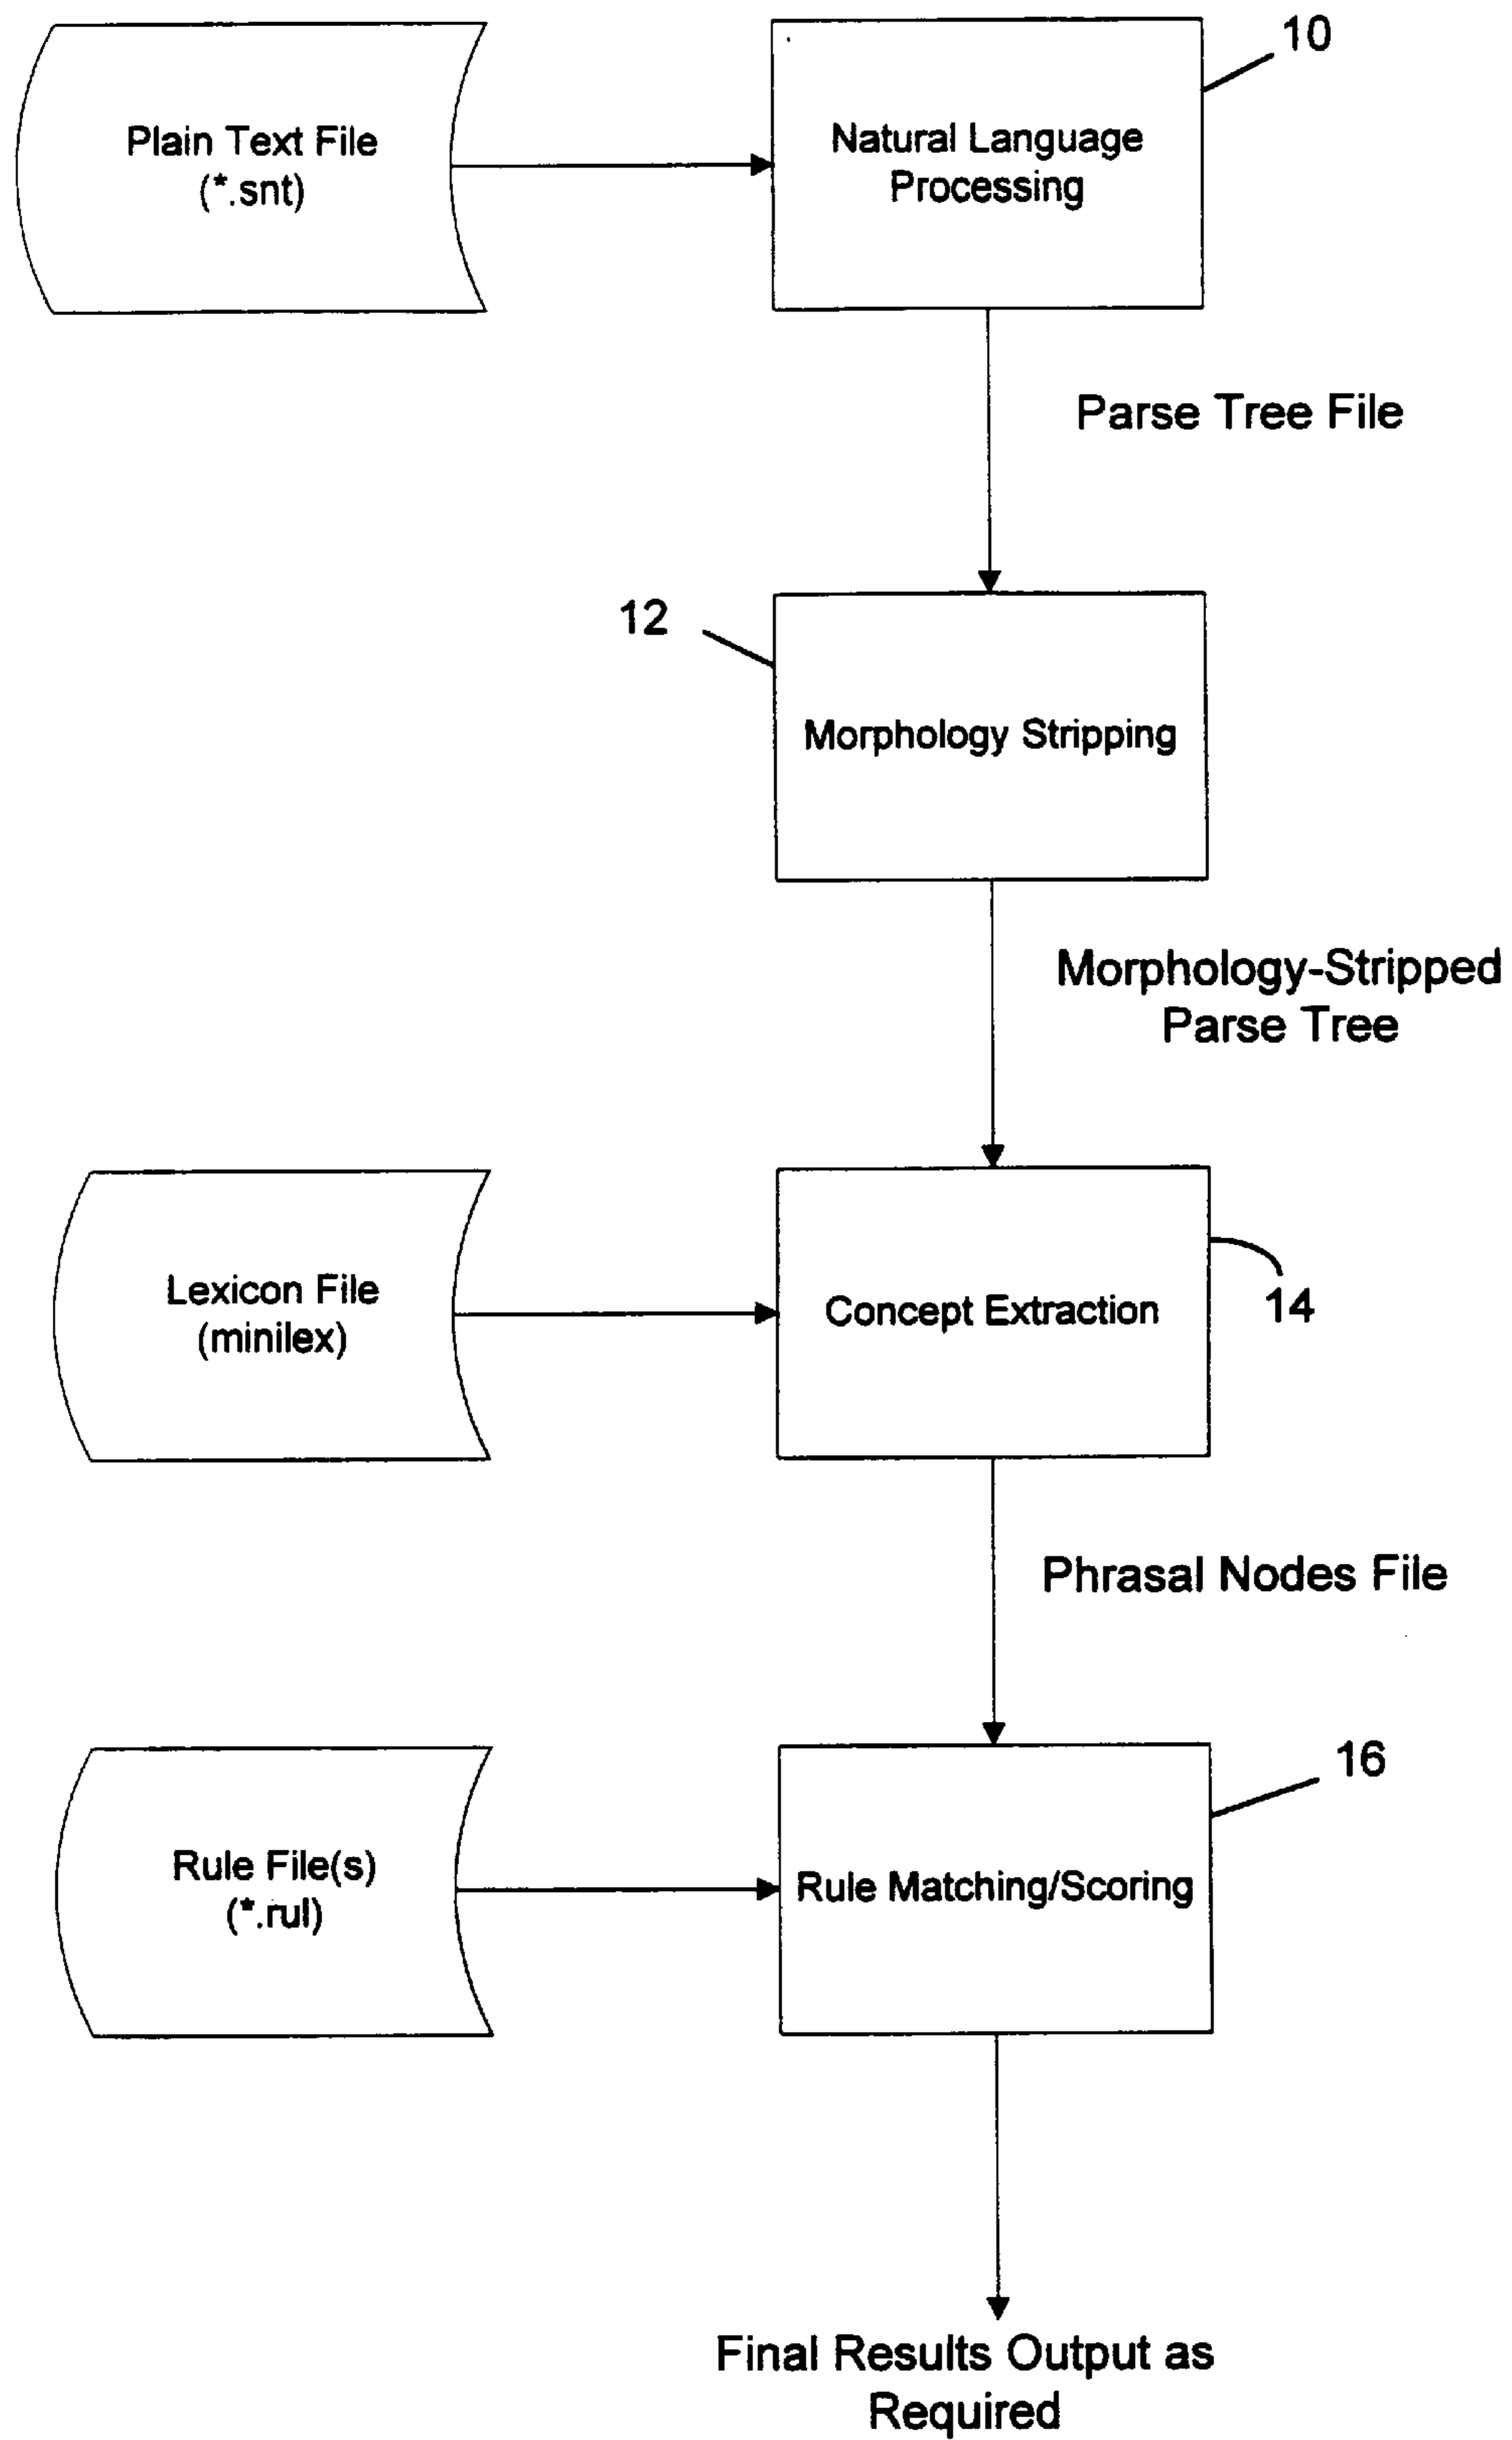 10
Plain Text File
(*.snt)
Natural Language
Processing
Parse Tree File
12
Morphology Stripping
Morphology-Stripped
Parse Tree
Lexicon File
(minilex)
Concept Extraction
14
Phrasal Nodes File
16
Rule File(s)
(*.rul)
Rule Matching/Scoring
Final Results Output as
Required